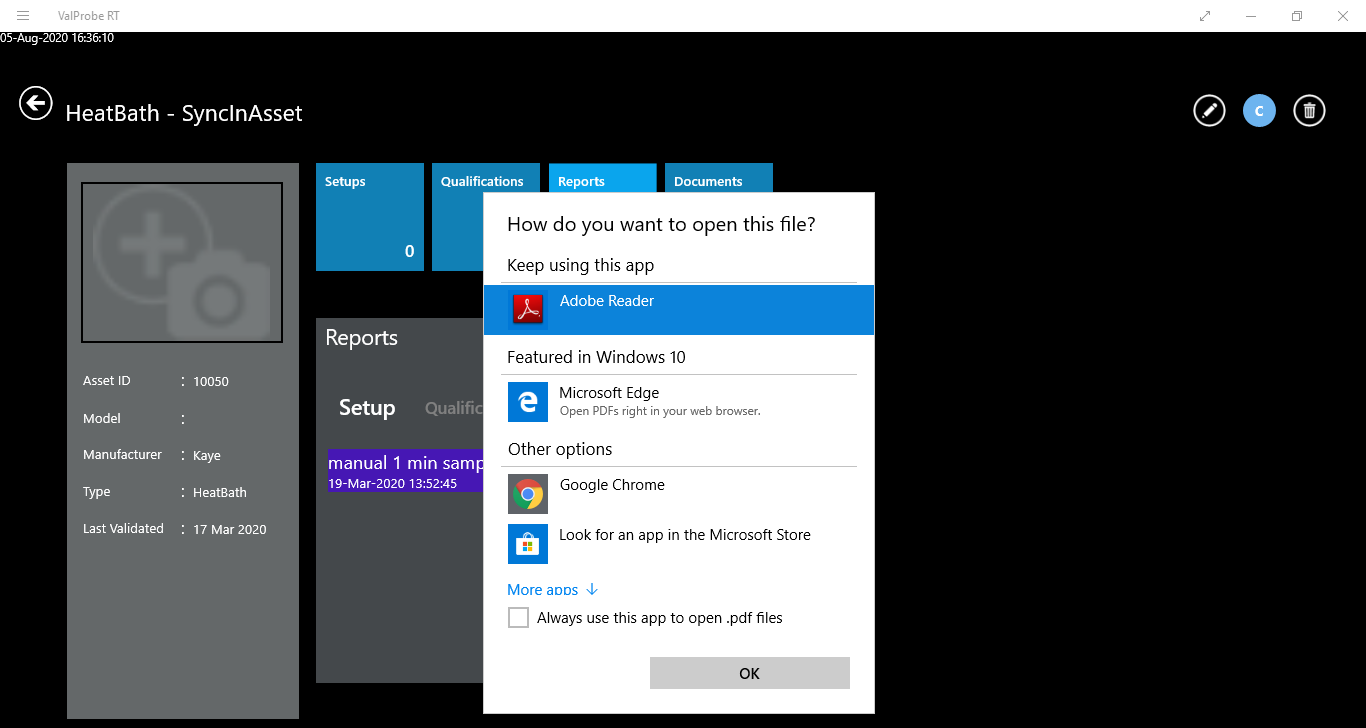 ValProbe RT
05-Aug-2020 16:36:10
HeatBath - SyncInAsset
C
Setups
0
Qualifications
Reports
Documents
Asset ID : 10050
Model :
Manufacturer : Kaye
Type : HeatBath
Last Validated : 17 Mar 2020
Reports
Setup Qualific
manual 1 min samp
19-Mar-2020 13:52:45
How do you want to open this file?
Keep using this app
Adobe Reader
Featured in Windows 10
Microsoft Edge
Open PDFs right in your web browser.
Other options
Google Chrome
Look for an app in the Microsoft Store
More apps
Always use this app to open .pdf files
OK